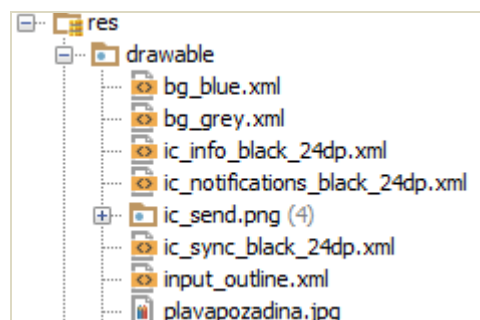 res
drawable
bg_blue.xml
bg_grey.xml
ic_info_black_24dp.xml
ic_notifications_black_24dp.xml
ic_send.png (4)
ic_sync_black_24dp.xml
input_outline.xml
plavapozadina.jpg